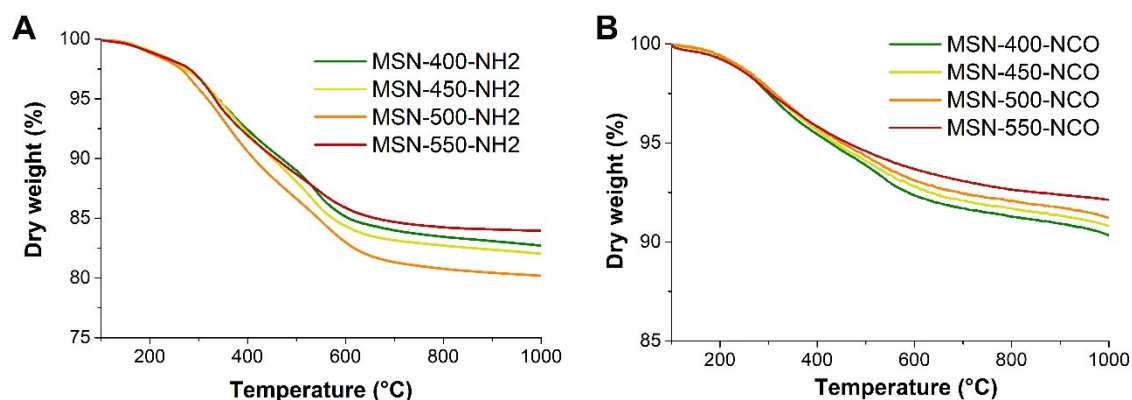 A
100
95
90
85
80
75
Dry weight (%)
MSN-400-NH2
MSN-450-NH2
MSN-500-NH2
MSN-550-NH2
200
400
600
800
1000
Temperature (°C)
B
100
95
90
85
Dry weight (%)
MSN-400-NCO
MSN-450-NCO
MSN-500-NCO
MSN-550-NCO
200
400
600
800
1000
Temperature (°C)